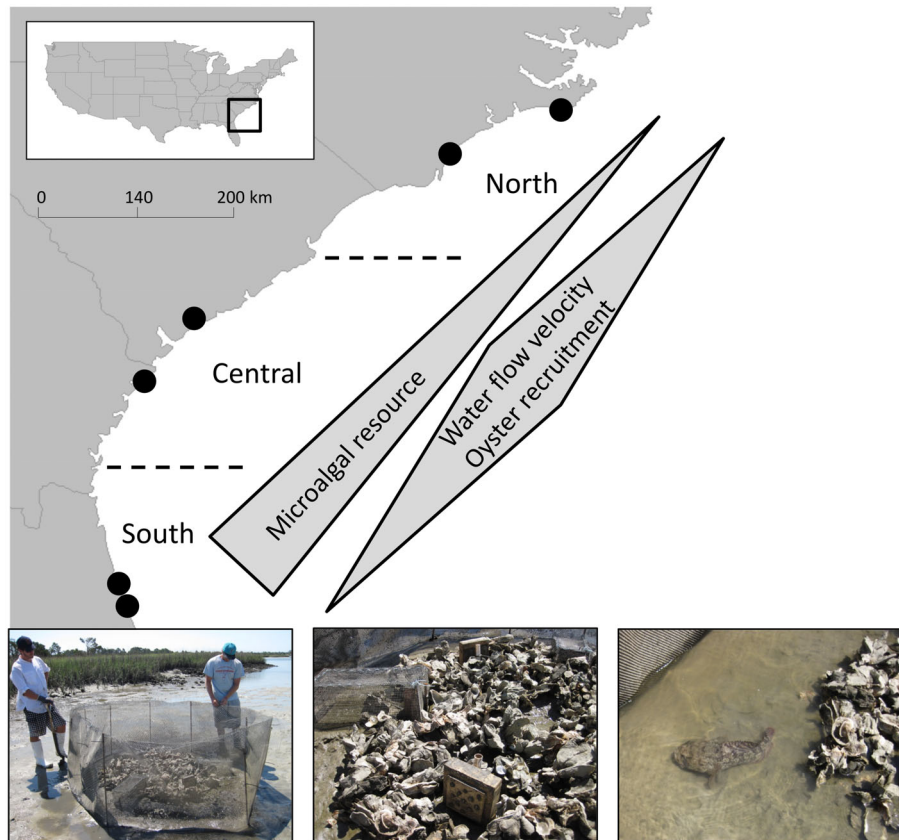 0 140 200 km
North
Central
South
Microalgal resource
Water flow velocity
Oyster recruitment